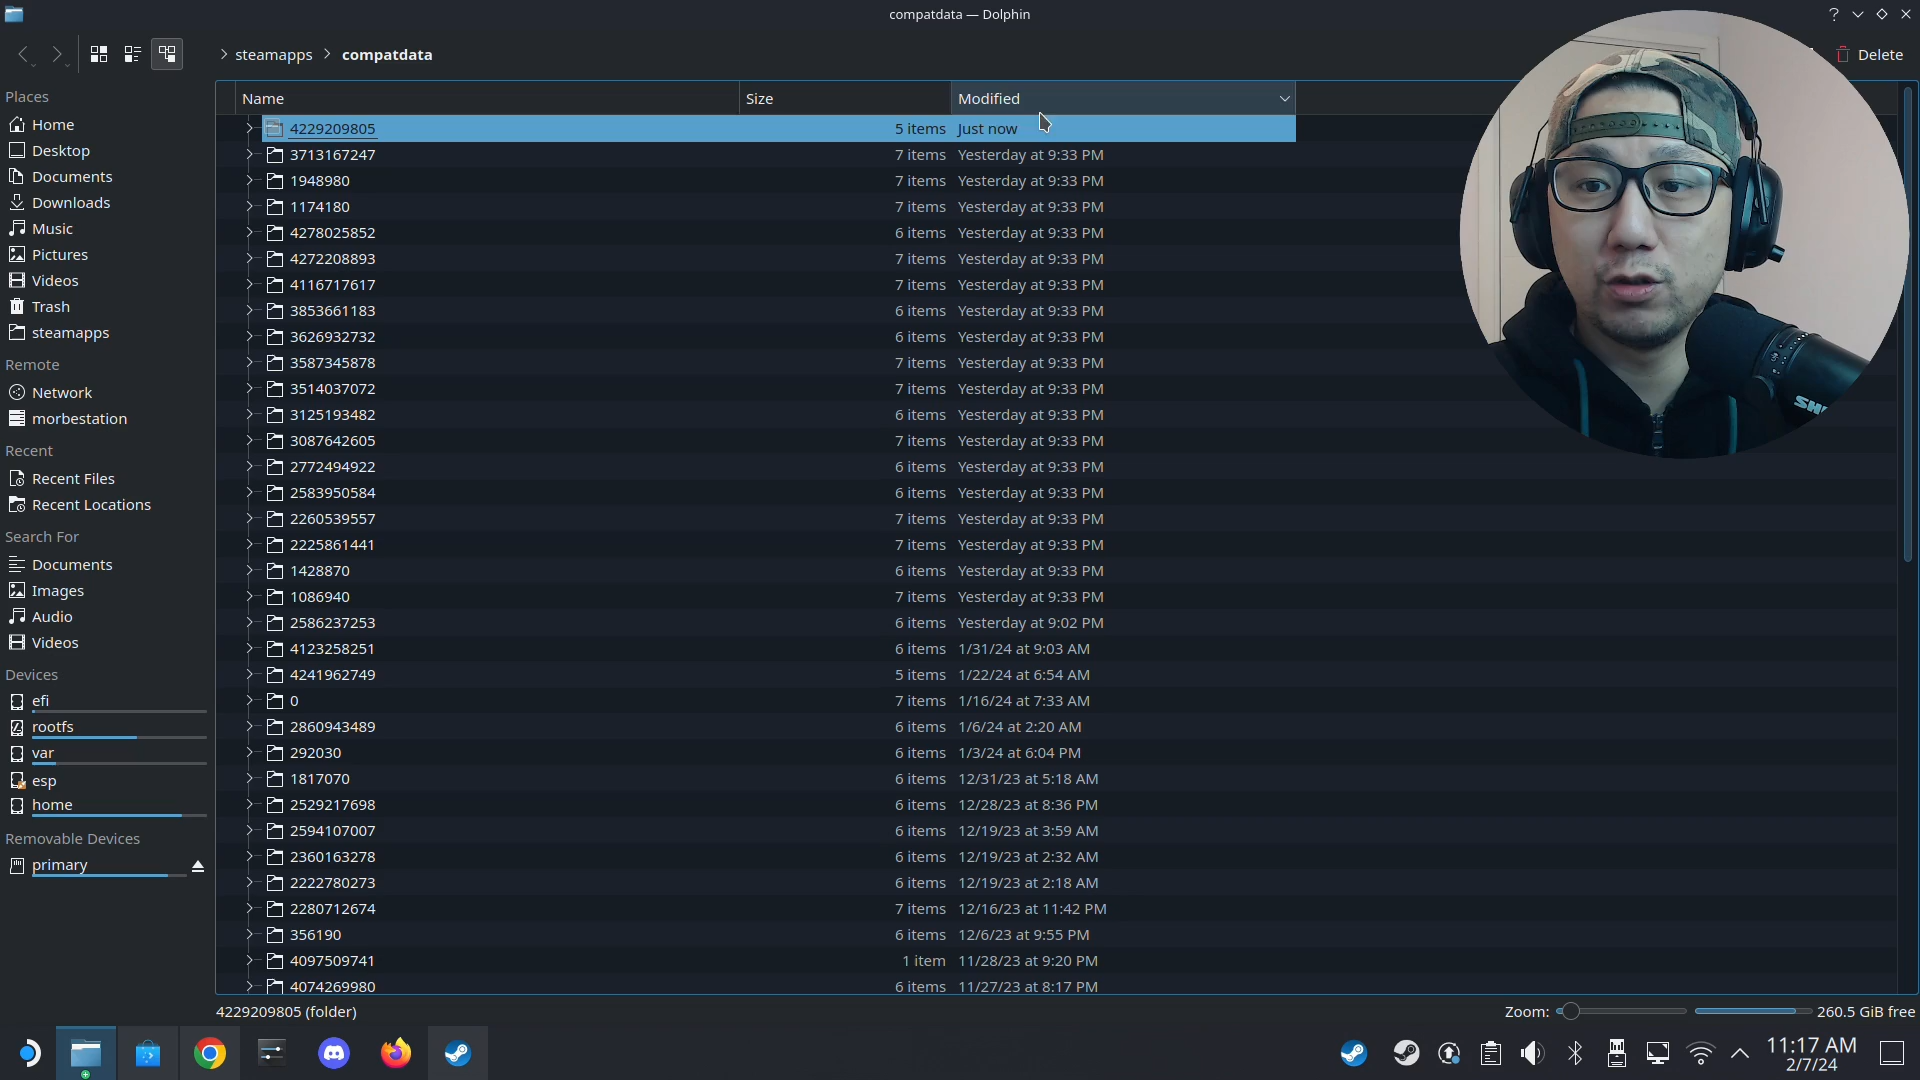 compatdata — Dolphin
steamapps > compatdata
Delete
Places
Home
Desktop
Documents
Downloads
Music
Pictures
Videos
Trash
steamapps
Remote
Network
morbestation
Recent
Recent Files
Recent Locations
Search For
Documents
Images
Audio
Videos
Devices
efi
rootfs
var
esp
home
Removable Devices
primary
Name Size Modified
4229209805 5 items Just now
3713167247 7 items Yesterday at 9:33 PM
1948980 7 items Yesterday at 9:33 PM
1174180 7 items Yesterday at 9:33 PM
4278025852 6 items Yesterday at 9:33 PM
4272208893 7 items Yesterday at 9:33 PM
4116717617 7 items Yesterday at 9:33 PM
3853661183 6 items Yesterday at 9:33 PM
3626932732 6 items Yesterday at 9:33 PM
3587345878 7 items Yesterday at 9:33 PM
3514037072 7 items Yesterday at 9:33 PM
3125193482 6 items Yesterday at 9:33 PM
3087642605 7 items Yesterday at 9:33 PM
2772494922 6 items Yesterday at 9:33 PM
2583950584 6 items Yesterday at 9:33 PM
2260539557 7 items Yesterday at 9:33 PM
2225861441 7 items Yesterday at 9:33 PM
1428870 6 items Yesterday at 9:33 PM
1086940 7 items Yesterday at 9:33 PM
2586237253 6 items Yesterday at 9:02 PM
4123258251 6 items 1/31/24 at 9:03 AM
4241962749 5 items 1/22/24 at 6:54 AM
0 7 items 1/16/24 at 7:33 AM
2860943489 6 items 1/6/24 at 2:20 AM
292030 6 items 1/3/24 at 6:04 PM
1817070 6 items 12/31/23 at 5:18 AM
2529217698 6 items 12/28/23 at 8:36 PM
2594107007 6 items 12/19/23 at 3:59 AM
2360163278 6 items 12/19/23 at 2:32 AM
2222780273 6 items 12/19/23 at 2:18 AM
2280712674 7 items 12/16/23 at 11:42 PM
356190 6 items 12/6/23 at 9:55 PM
4097509741 1 item 11/28/23 at 9:20 PM
4074269980 6 items 11/27/23 at 8:17 PM
4229209805 (folder)
Zoom: 260.5 GiB free
11:17 AM
2/7/24